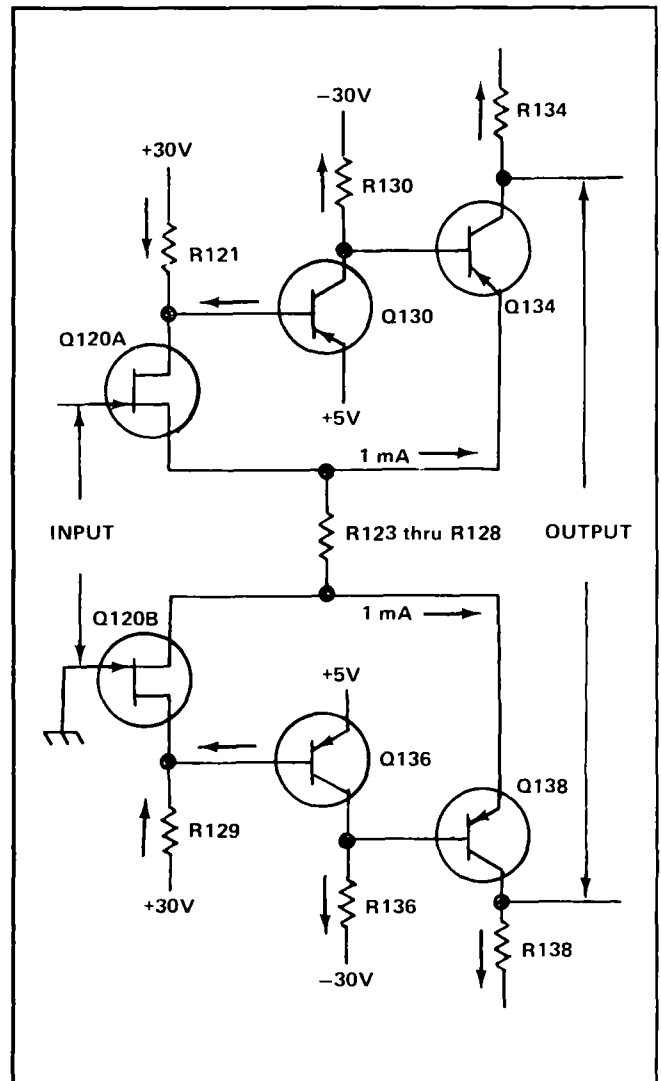 R134
−30V
R130
+30V
R121
Q134
Q130
Q120A
+5V
1 mA
INPUT
R123 thru R128
OUTPUT
Q120B
1 mA
+5V
Q136
Q138
R129
+30V
R136
R138
−30V